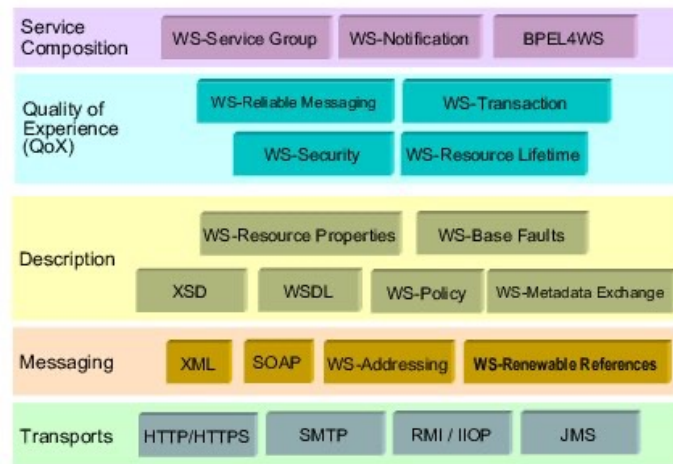 Service
Composition
WS-Service Group
WS-Notification
BPEL4WS
Quality of
Experience
(QoX)
WS-Reliable Messaging
WS-Transaction
WS-Security
WS-Resource Lifetime
Description
WS-Resource Properties
WS-Base Faults
XSD
WSDL
WS-Policy
WS-Metadata Exchange
Messaging
XML
SOAP
WS-Addressing
WS-Renewable References
Transports
HTTP/HTTPS
SMTP
RMI / IIOP
JMS